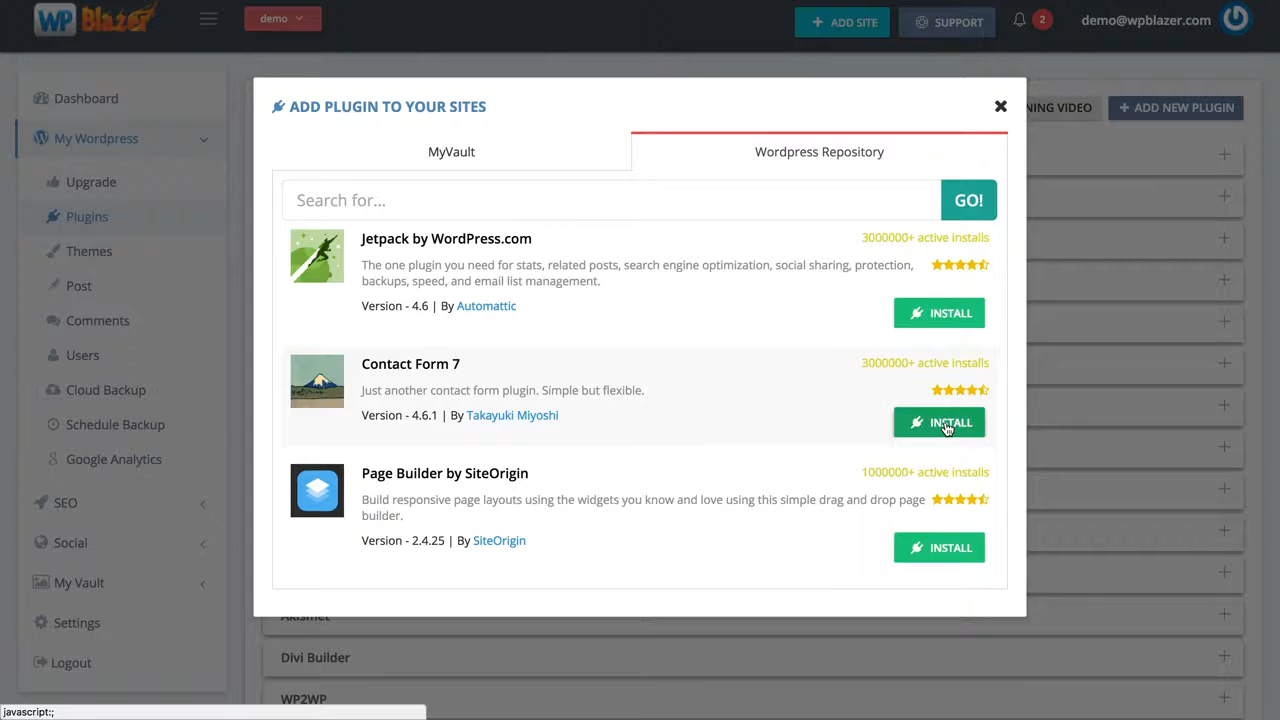 WP Blazer
demo
ADD SITE
SUPPORT
2
demo@wpblazer.com
Dashboard
My Wordpress
Upgrade
Plugins
Themes
Post
Comments
Users
Cloud Backup
Schedule Backup
Google Analytics
SEO
Social
My Vault
Settings
Logout
NING VIDEO
ADD NEW PLUGIN
ADD PLUGIN TO YOUR SITES
MyVault
Wordpress Repository
Search for...
GO!
Jetpack by WordPress.com
3000000+ active installs
The one plugin you need for stats, related posts, search engine optimization, social sharing, protection,
backups, speed, and email list management.
Version - 4.6 | By Automattic
INSTALL
Contact Form 7
3000000+ active installs
Just another contact form plugin. Simple but flexible.
Version - 4.6.1 | By Takayuki Miyoshi
INSTALL
Page Builder by SiteOrigin
1000000+ active installs
Build responsive page layouts using the widgets you know and love using this simple drag and drop page
builder.
Version - 2.4.25 | By SiteOrigin
INSTALL
Akismet
Divi Builder
WP2WP
javascript:;